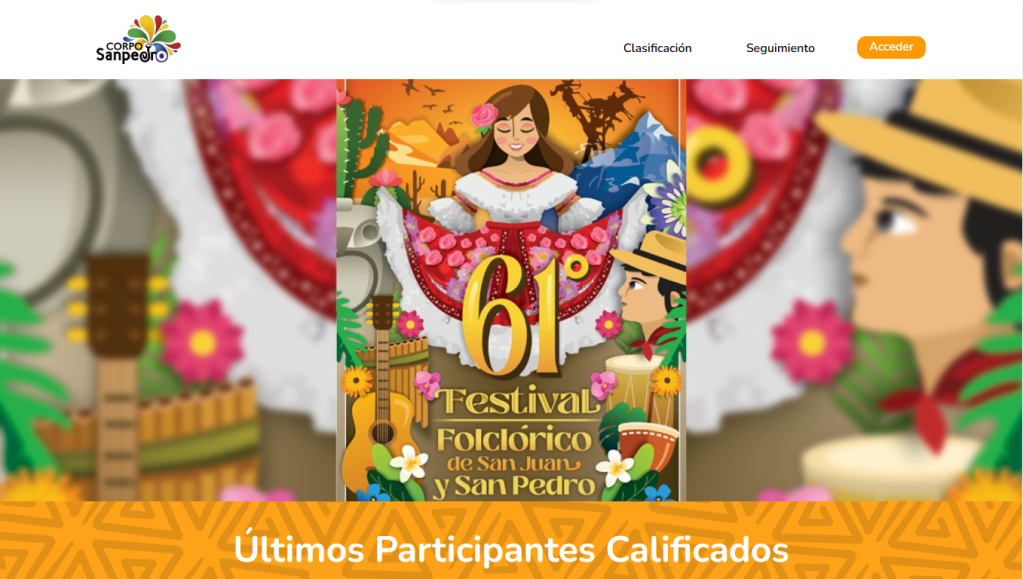 CORPO
Sanpedro
Clasificación
Seguimiento
Acceder
61°
Festival
Folclórico
de San Juan
y San Pedro
Últimos Participantes Calificados